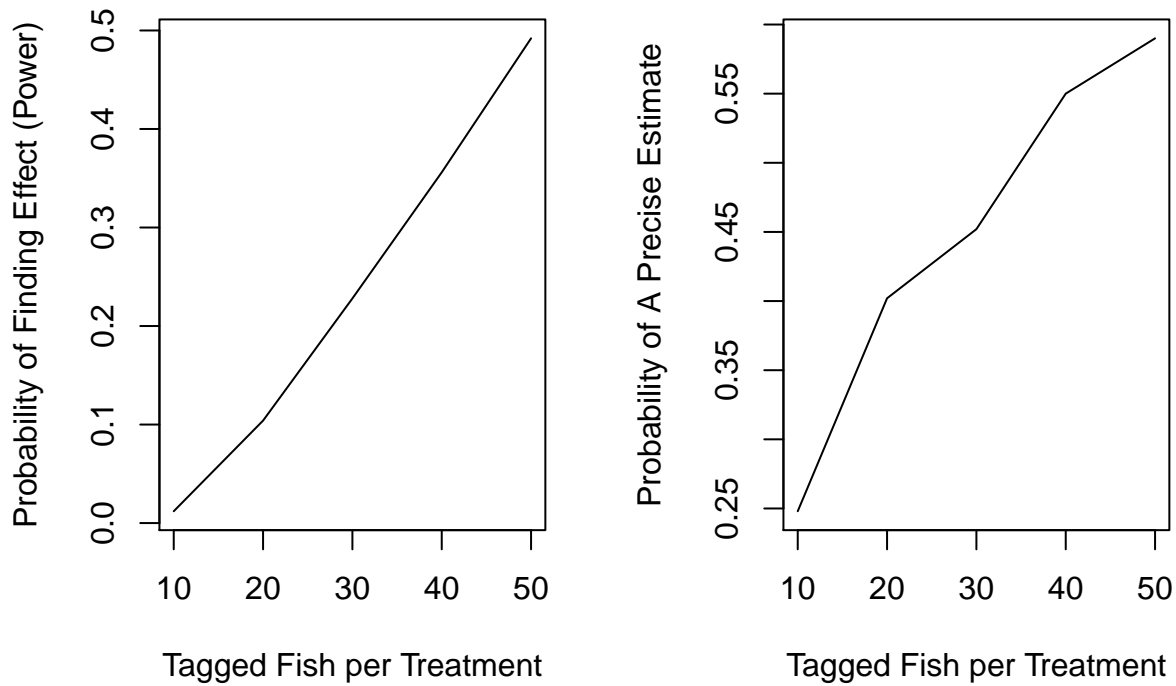 Probability of Finding Effect (Power)
0.5
0.4
0.3
0.2
0.1
0.0
10 20 30 40 50
Tagged Fish per Treatment
Probability of A Precise Estimate
0.55
0.45
0.35
0.25
10 20 30 40 50
Tagged Fish per Treatment